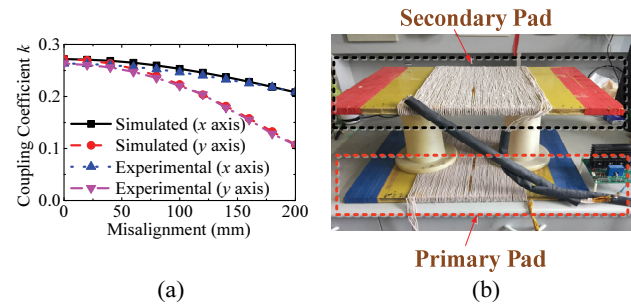 (a)
Secondary Pad
0.3
0.2
0.1
0.0
Coupling Coefficient k
Simulated (x axis)
Simulated (y axis)
Experimental (x axis)
Experimental (y axis)
0 50 100 150 200
Misalignment (mm)
Primary Pad
(a) (b)